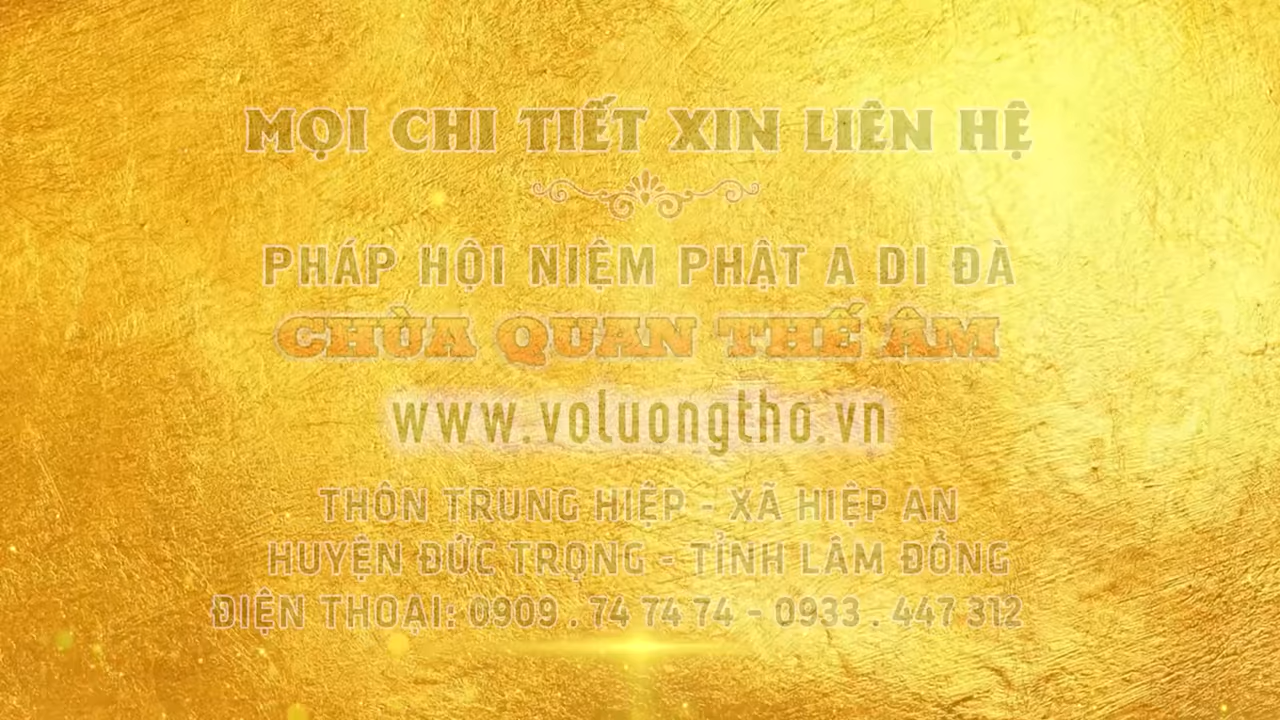 MỌI CHI TIẾT XIN LIÊN HỆ
PHÁP HỘI NIỆM PHẬT A DI ĐÀ
CHÙA QUAN THẾ ÂM
www.voluongtho.vn
THÔN TRUNG HIỆP - XÃ HIỆP AN
HUYỆN ĐỨC TRỌNG - TỈNH LÂM ĐỒNG
ĐIỆN THOẠI: 0909 . 74 74 74 - 0933 . 447 312